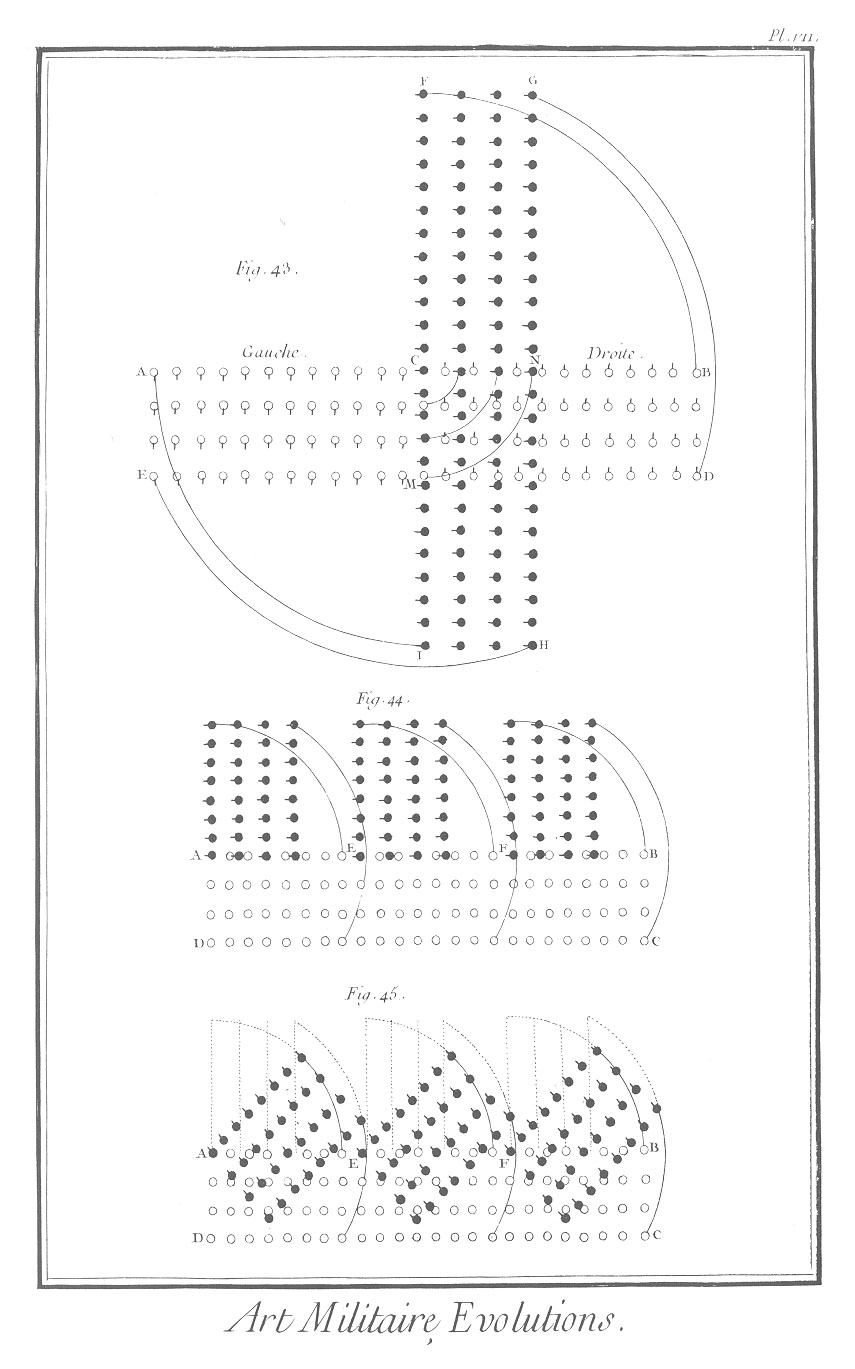 Pl. VII.
F G
Fig. 43.
Gauche. C N Droite.
A B
E M D
I H
Fig. 44.
A E F B
D C
Fig. 45.
A E F B
D C
Art Militaire, Evolutions.